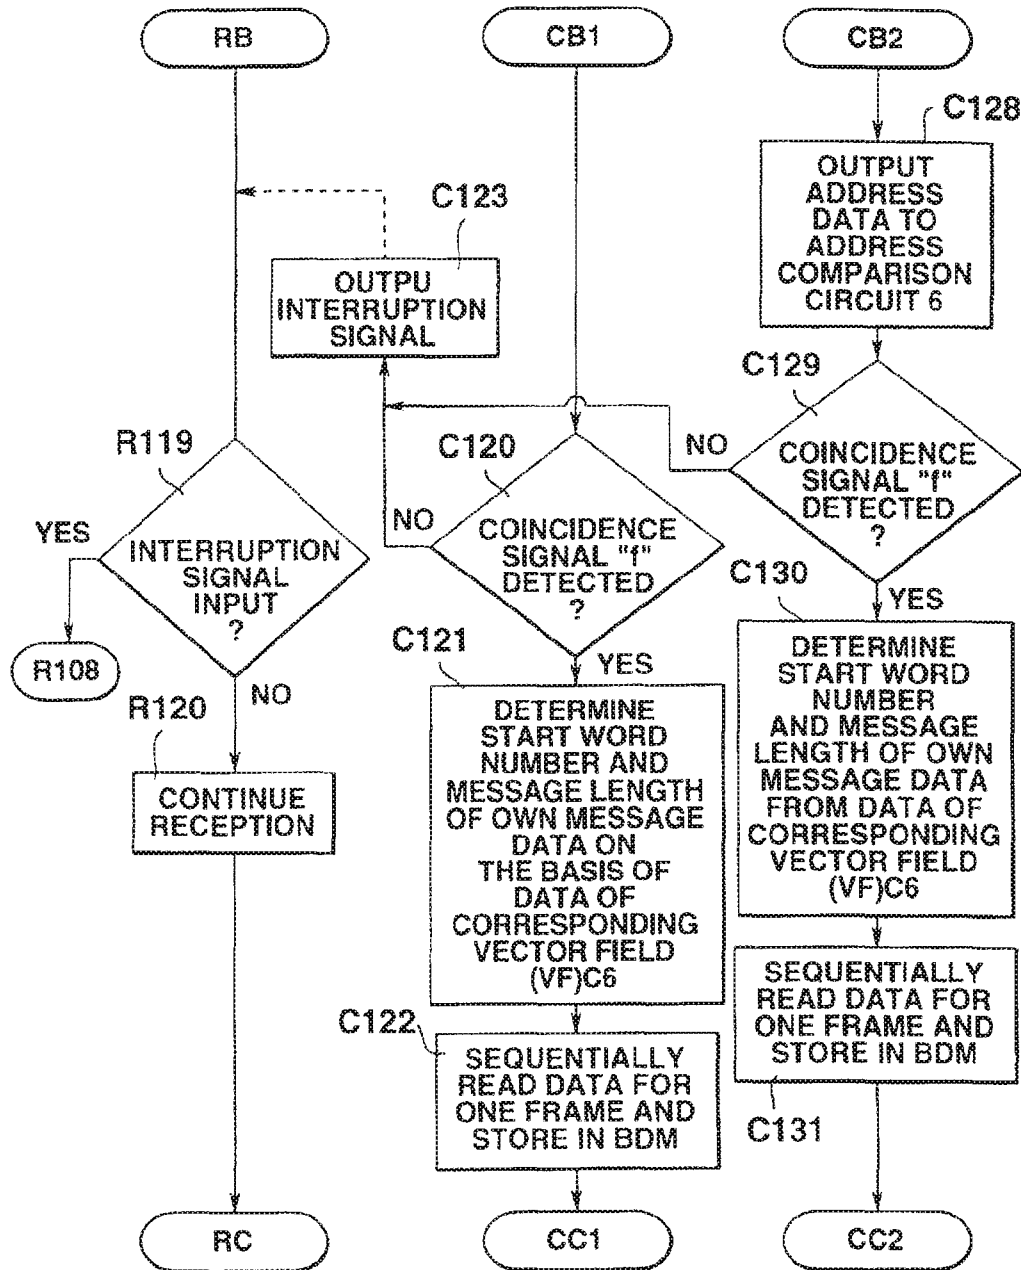 RB
CB1
CB2
C128
OUTPUT
ADDRESS
DATA TO
ADDRESS
COMPARISON
CIRCUIT 6
C123
OUTPU
INTERRUPTION
SIGNAL
C129
NO
COINCIDENCE
SIGNAL "f"
DETECTED
?
YES
R119
YES
INTERRUPTION
SIGNAL
INPUT
?
NO
R108
C120
NO
COINCIDENCE
SIGNAL "f"
DETECTED
?
YES
C130
DETERMINE
START WORD
NUMBER
AND MESSAGE
LENGTH OF OWN
MESSAGE DATA
FROM DATA OF
CORRESPONDING
VECTOR FIELD
(VF)C6
C121
DETERMINE
START WORD
NUMBER AND
MESSAGE LENGTH
OF OWN MESSAGE
DATA ON
THE BASIS OF
DATA OF
CORRESPONDING
VECTOR FIELD
(VF)C6
R120
CONTINUE
RECEPTION
C122
SEQUENTIALLY
READ DATA FOR
ONE FRAME AND
STORE IN BDM
SEQUENTIALLY
READ DATA FOR
ONE FRAME AND
STORE IN BDM
C131
RC
CC1
CC2